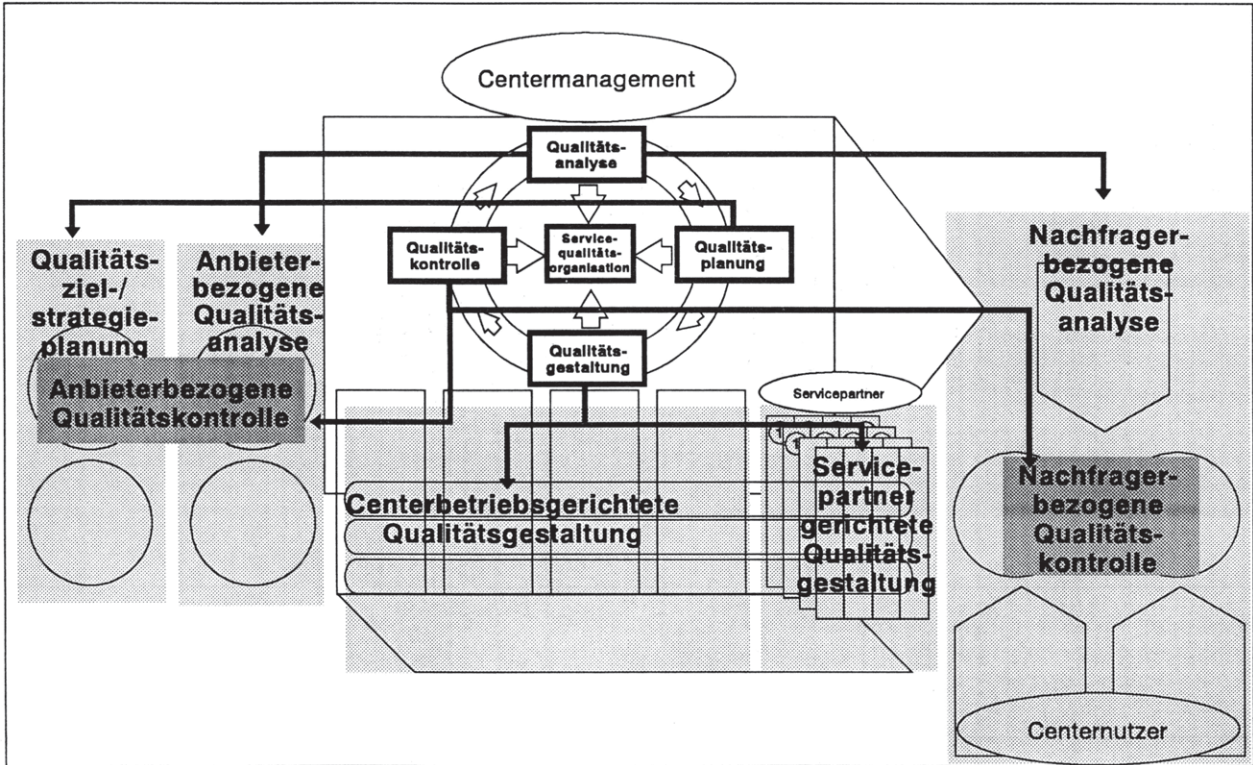 Centermanagement
Qualitäts-
analyse
Qualitäts-
kontrolle
Service-
qualitäts-
organisation
Qualitäts-
planung
Qualitäts-
gestaltung
Qualitäts-
ziel-/
strategie-
planung
Anbieter-
bezogene
Qualitäts-
analyse
Anbieterbezogene
Qualitätskontrolle
Nachfrager-
bezogene
Qualitäts-
analyse
Servicepartner
1
1
Centerbetriebsgerichtete
Qualitätsgestaltung
Service-
partner
gerichtete
Qualitäts-
gestaltung
Nachfrager-
bezogene
Qualitäts-
kontrolle
Centernutzer